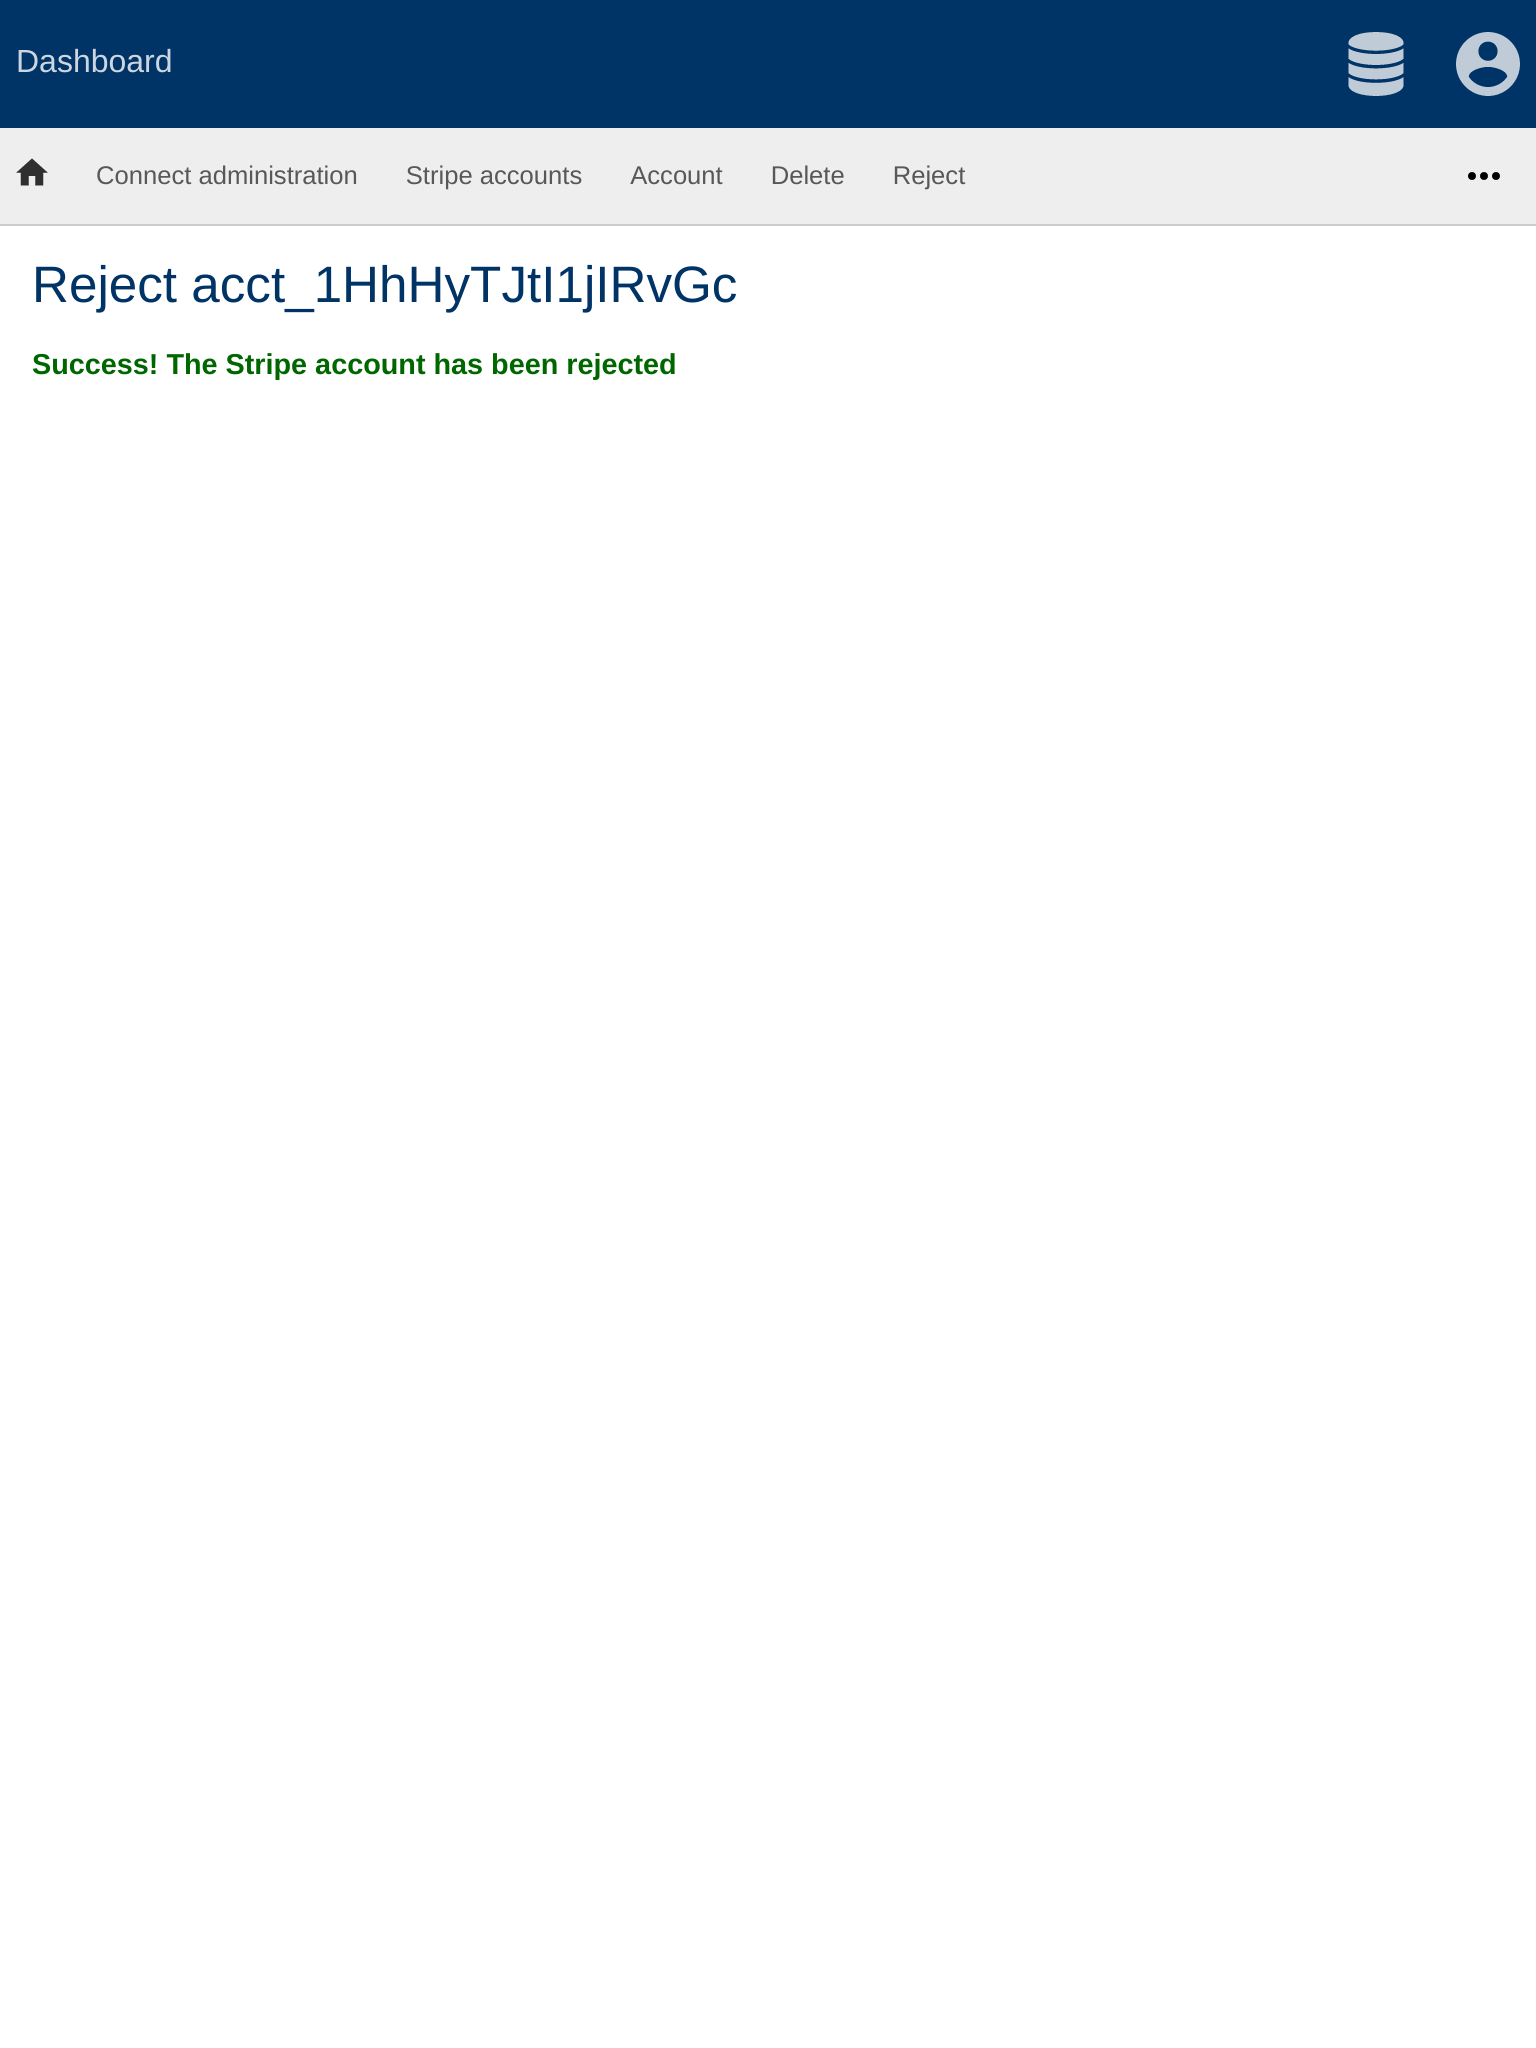 Dashboard
Connect administration Stripe accounts Account Delete Reject
Reject acct_1HhHyTJtI1jIRvGc
Success! The Stripe account has been rejected